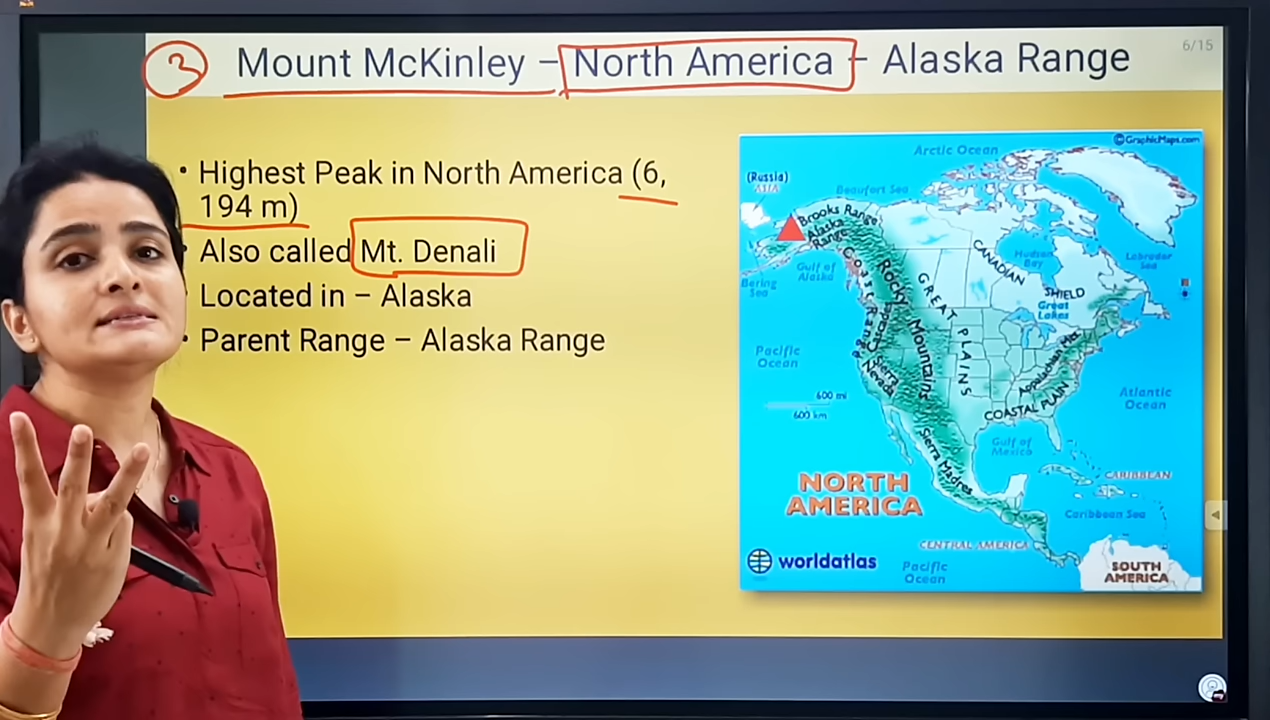 3 Mount McKinley – North America – Alaska Range
6/15
• Highest Peak in North America (6,
194 m)
• Also called Mt. Denali
• Located in – Alaska
• Parent Range – Alaska Range
©GraphicMaps.com
Arctic Ocean
(Russia)
ASIA
Beaufort Sea
Brooks Range
Alaska
Range
Gulf of
Alaska
Bering
Sea
Coast Ranges
Rocky Mountains
GREAT PLAINS
CANADIAN
SHIELD
Hudson
Bay
Labrador
Sea
Great
Lakes
Cascade
Sierra
Nevada
Pacific
Ocean
600 mi
600 km
Appalachian Mts.
COASTAL PLAIN
Atlantic
Ocean
Gulf of
Mexico
Sierra Madres
NORTH
AMERICA
CARIBBEAN
Caribbean Sea
CENTRAL AMERICA
worldatlas
Pacific
Ocean
SOUTH
AMERICA